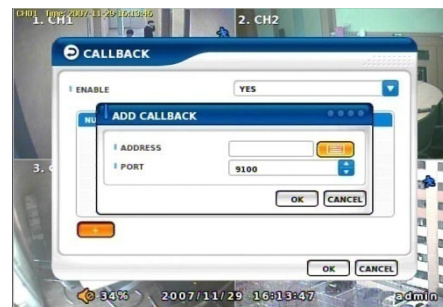 CH01 Time: 2007-11-29 16:13:46
1. CH1
2. CH2
CALLBACK
ENABLE
YES
NU
ADD CALLBACK
ADDRESS
PORT
9100
OK
CANCEL
3.
+
OK
CANCEL
34%
2007/11/29 16:13:47
admin